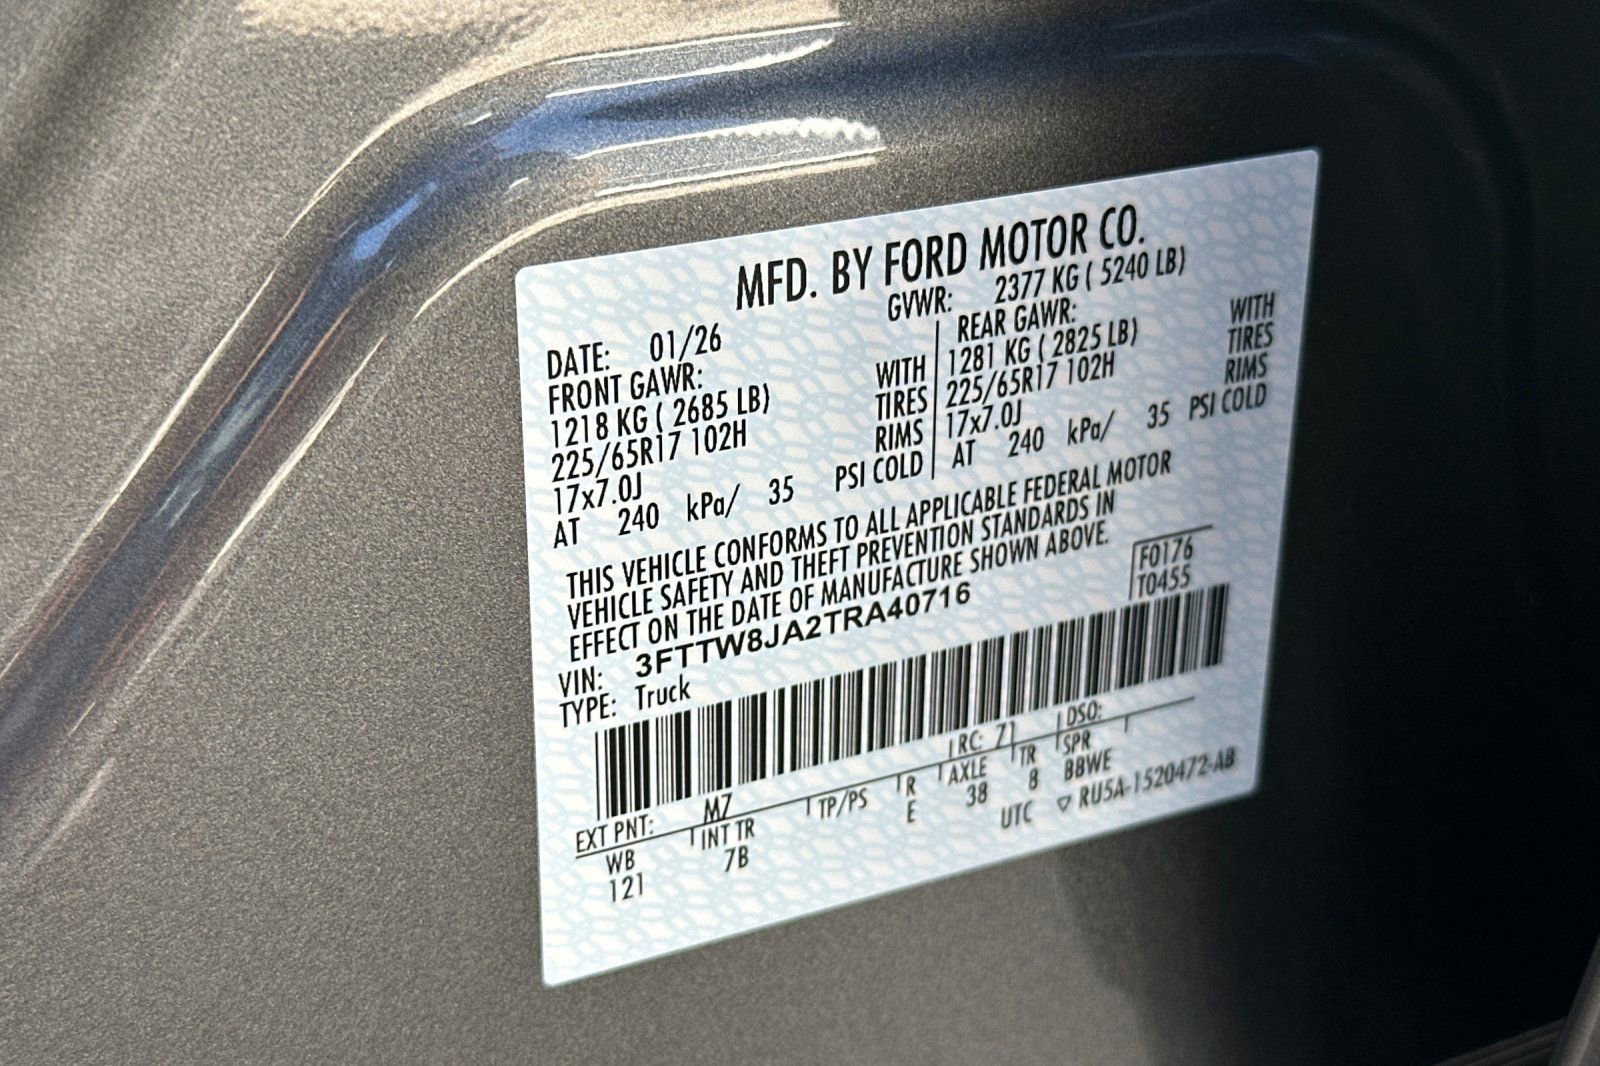 MFD. BY FORD MOTOR CO.
DATE: 01/26 GVWR: 2377 KG ( 5240 LB)
FRONT GAWR: REAR GAWR:
1218 KG ( 2685 LB) WITH 1281 KG ( 2825 LB) WITH
225/65R17 102H TIRES 225/65R17 102H TIRES
17x7.0J RIMS 17x7.0J RIMS
AT 240 kPa/ 35 PSI COLD AT 240 kPa/ 35 PSI COLD
THIS VEHICLE CONFORMS TO ALL APPLICABLE FEDERAL MOTOR
VEHICLE SAFETY AND THEFT PREVENTION STANDARDS IN
EFFECT ON THE DATE OF MANUFACTURE SHOWN ABOVE.
F0176
T0455
VIN: 3FTTW8JA2TRA40716
TYPE: Truck
EXT PNT: M7 RC: 71 DSO:
WB INT TR TP/PS R AXLE TR SPR
121 7B E 38 8 BBWE
UTC ▽ RU5A-1520472-AB